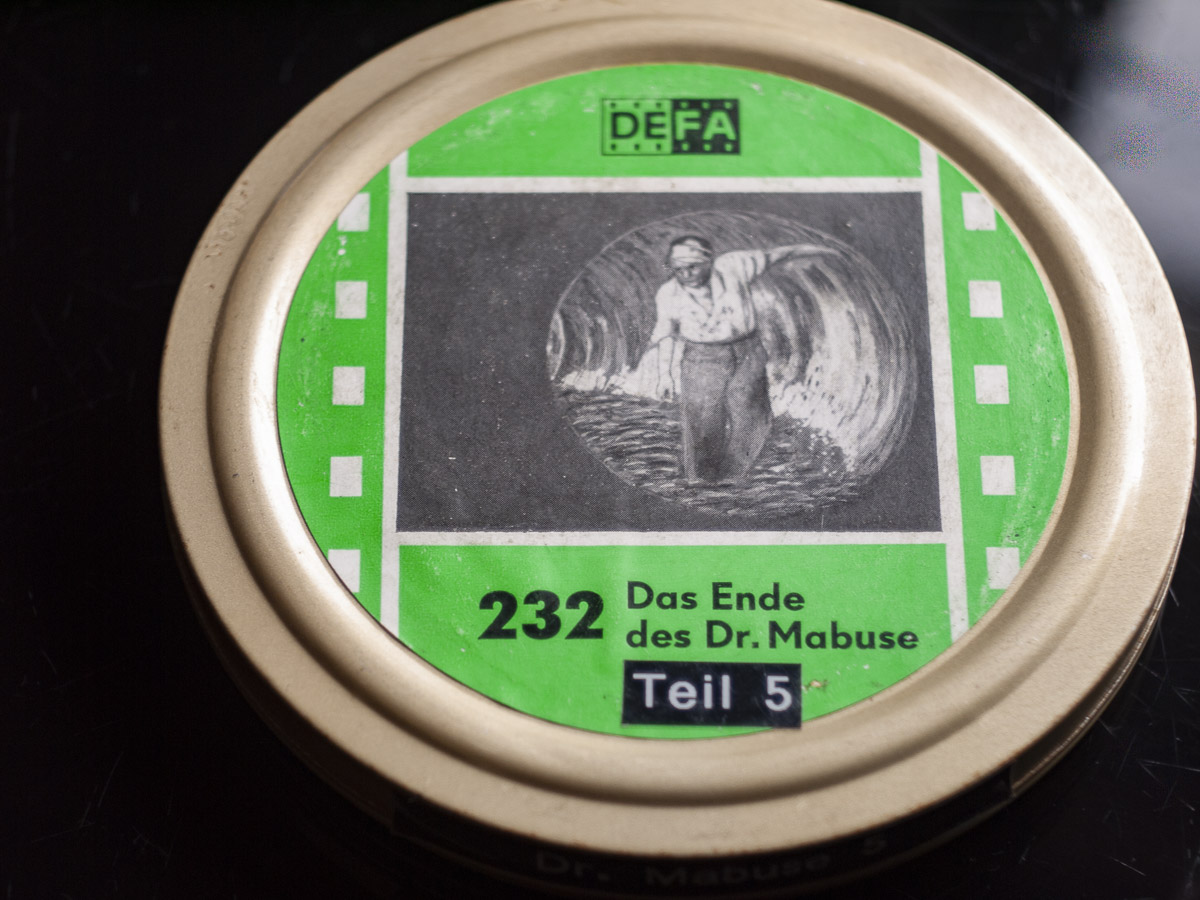 DEFA
232 Das Ende
des Dr. Mabuse
Teil 5
Dr. Mabuse 5